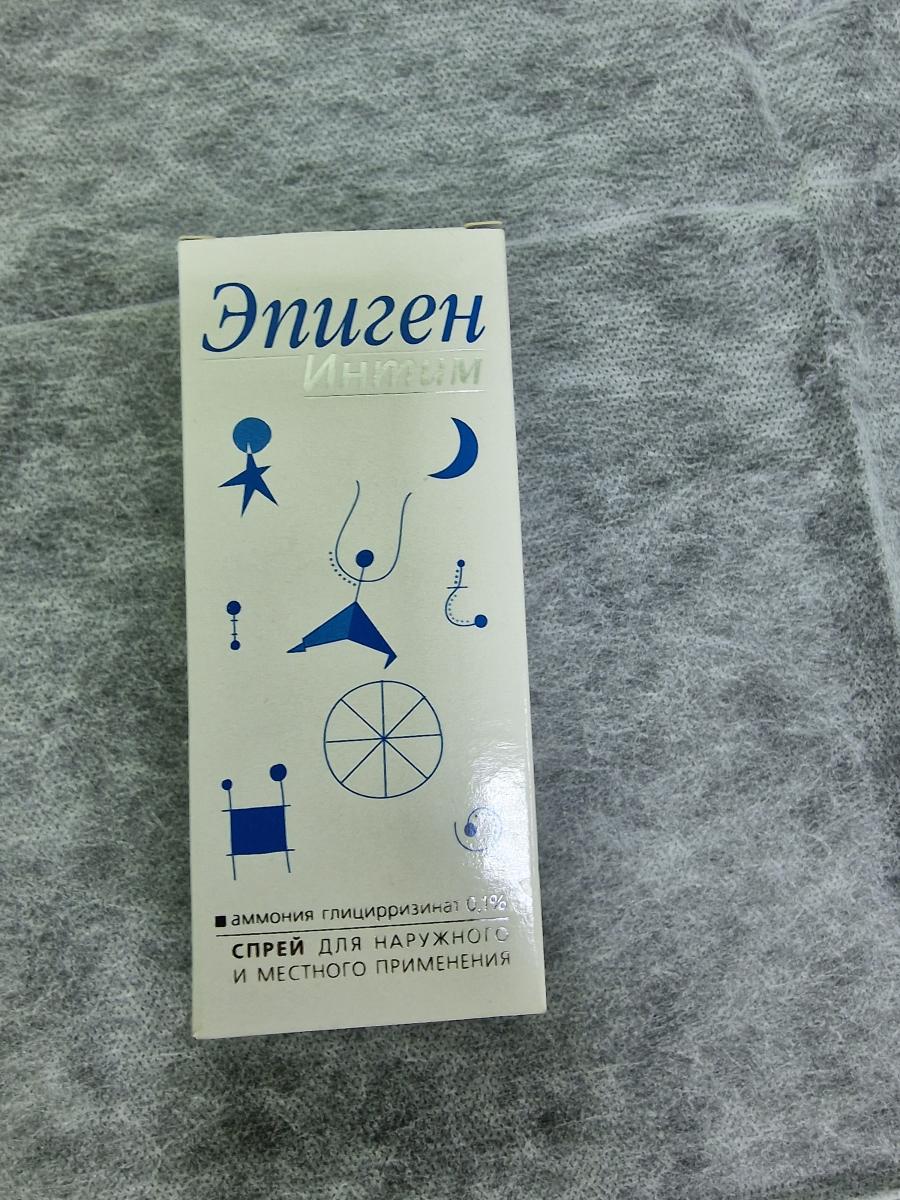 Эпиген
Интим
аммония глицирризинат 0,1%
СПРЕЙ ДЛЯ НАРУЖНОГО
И МЕСТНОГО ПРИМЕНЕНИЯ